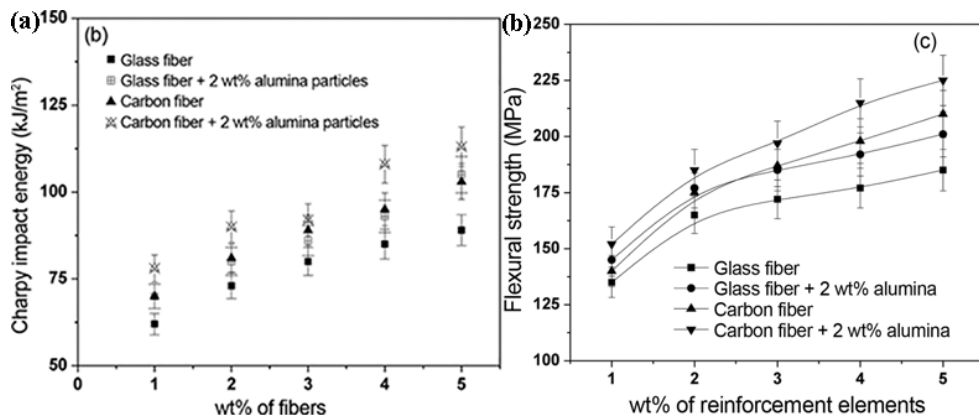 (a)
(b)
Glass fiber
Glass fiber + 2 wt% alumina particles
Carbon fiber
Carbon fiber + 2 wt% alumina particles
Charpy impact energy (kJ/m²)
150
125
100
75
50
1 2 3 4 5
wt% of fibers
(b)
(c)
Glass fiber
Glass fiber + 2 wt% alumina
Carbon fiber
Carbon fiber + 2 wt% alumina
Flexural strength (MPa)
250
225
200
175
150
125
100
1 2 3 4 5
wt% of reinforcement elements